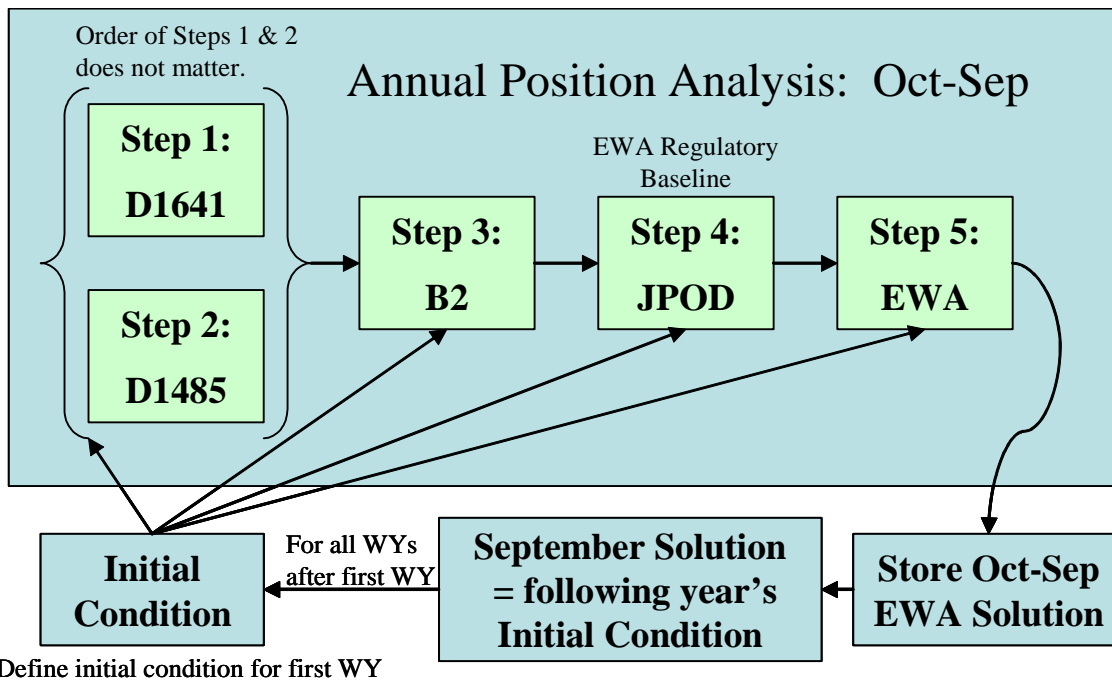 Order of Steps 1 & 2
does not matter.
Annual Position Analysis: Oct-Sep
Step 1:
D1641
Step 2:
D1485
Step 3:
B2
EWA Regulatory
Baseline
Step 4:
JPOD
Step 5:
EWA
Initial
Condition
For all WYs
after first WY
September Solution
= following year's
Initial Condition
Store Oct-Sep
EWA Solution
Define initial condition for first WY